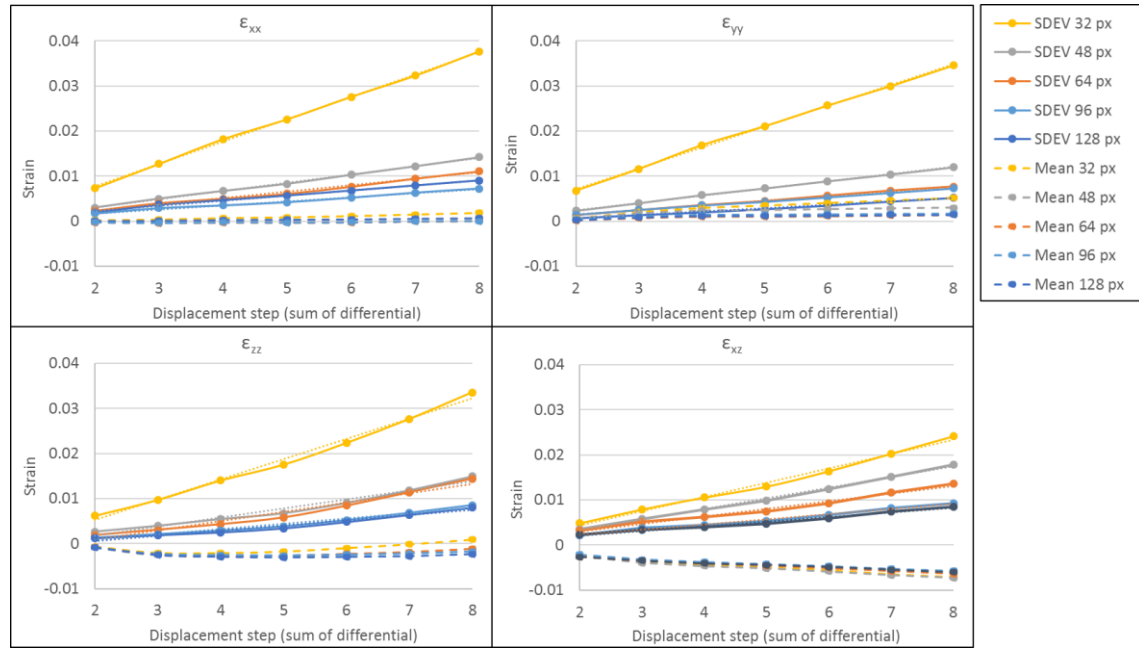 εxx
0.04
0.03
0.02
0.01
0
-0.01
Strain
2 3 4 5 6 7 8
Displacement step (sum of differential)
εyy
0.04
0.03
0.02
0.01
0
-0.01
Strain
2 3 4 5 6 7 8
Displacement step (sum of differential)
SDEV 32 px
SDEV 48 px
SDEV 64 px
SDEV 96 px
SDEV 128 px
Mean 32 px
Mean 48 px
Mean 64 px
Mean 96 px
Mean 128 px
εzz
0.04
0.03
0.02
0.01
0
-0.01
Strain
2 3 4 5 6 7 8
Displacement step (sum of differential)
εxz
0.04
0.03
0.02
0.01
0
-0.01
Strain
2 3 4 5 6 7 8
Displacement step (sum of differential)